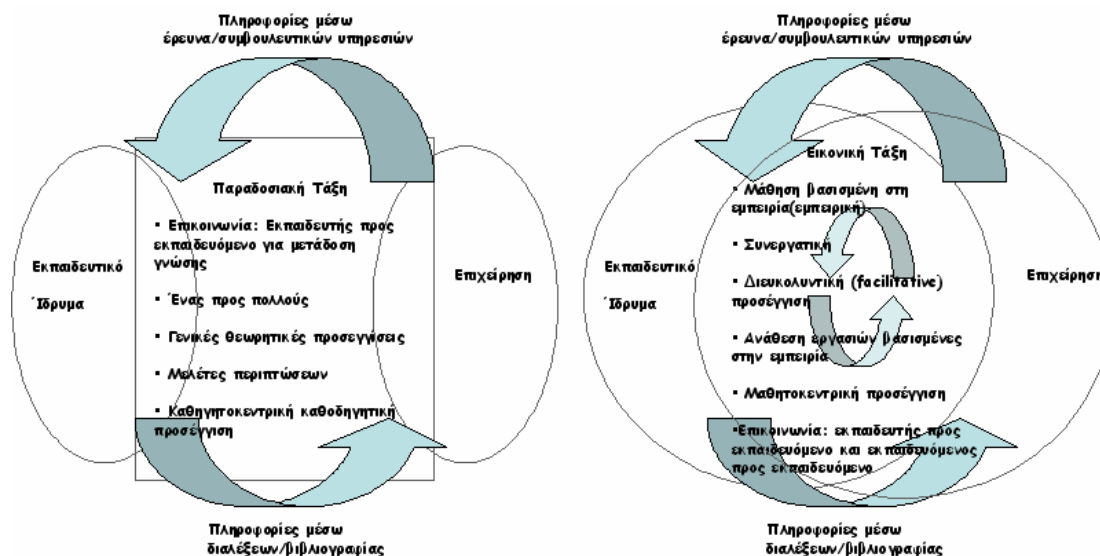 Πληροφορίες μέσω
έρευνα/συμβουλευτικών υπηρεσιών
Παραδοσιακή Τάξη
▪ Επικοινωνία: Εκπαιδευτής προς
εκπαιδευόμενο για μετάδοση
γνώσης
▪ Ένας προς πολλούς
▪ Γενικές θεωρητικές προσεγγίσεις
▪ Μελέτες περιπτώσεων
▪ Καθηγητοκεντρική καθοδηγητική
προσέγγιση
Εκπαιδευτικό
Ίδρυμα
Επιχείρηση
Πληροφορίες μέσω
διαλέξεων/βιβλιογραφίας
Πληροφορίες μέσω
έρευνα/συμβουλευτικών υπηρεσιών
Εικονική Τάξη
▪ Μάθηση βασισμένη στη
εμπειρία(εμπειρική)
▪ Συνεργατική
▪ Διευκολυντική (facilitative)
προσέγγιση
▪ Ανάθεση εργασιών βασισμένες
στην εμπειρία
▪ Μαθητοκεντρική προσέγγιση
▪Επικοινωνία: εκπαιδευτής προς
εκπαιδευόμενο και εκπαιδευόμενος
προς εκπαιδευόμενο
Εκπαιδευτικό
Ίδρυμα
Επιχείρηση
Πληροφορίες μέσω
διαλέξεων/βιβλιογραφίας